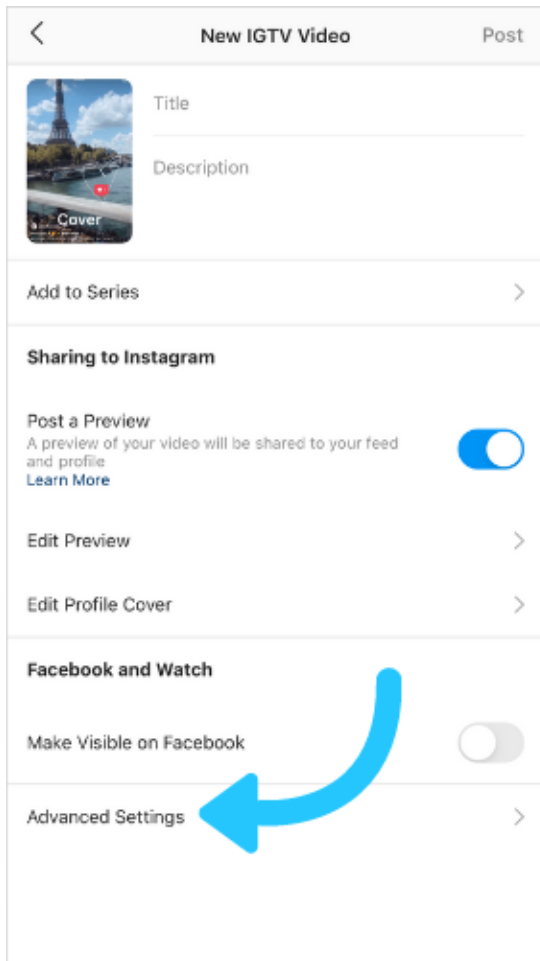 New IGTV Video
Post
Title
Description
Cover
Add to Series
Sharing to Instagram
Post a Preview
A preview of your video will be shared to your feed
and profile
Learn More
Edit Preview
Edit Profile Cover
Facebook and Watch
Make Visible on Facebook
Advanced Settings